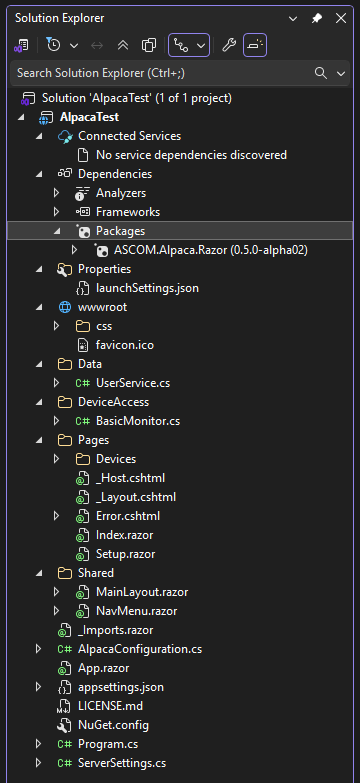 Solution Explorer
Search Solution Explorer (Ctrl+;)
Solution 'AlpacaTest' (1 of 1 project)
AlpacaTest
Connected Services
No service dependencies discovered
Dependencies
Analyzers
Frameworks
Packages
ASCOM.Alpaca.Razor (0.5.0-alpha02)
Properties
launchSettings.json
wwwroot
css
favicon.ico
Data
C# UserService.cs
DeviceAccess
C# BasicMonitor.cs
Pages
Devices
_Host.cshtml
_Layout.cshtml
Error.cshtml
Index.razor
Setup.razor
Shared
MainLayout.razor
NavMenu.razor
_Imports.razor
C# AlpacaConfiguration.cs
App.razor
appsettings.json
LICENSE.md
NuGet.config
C# Program.cs
C# ServerSettings.cs